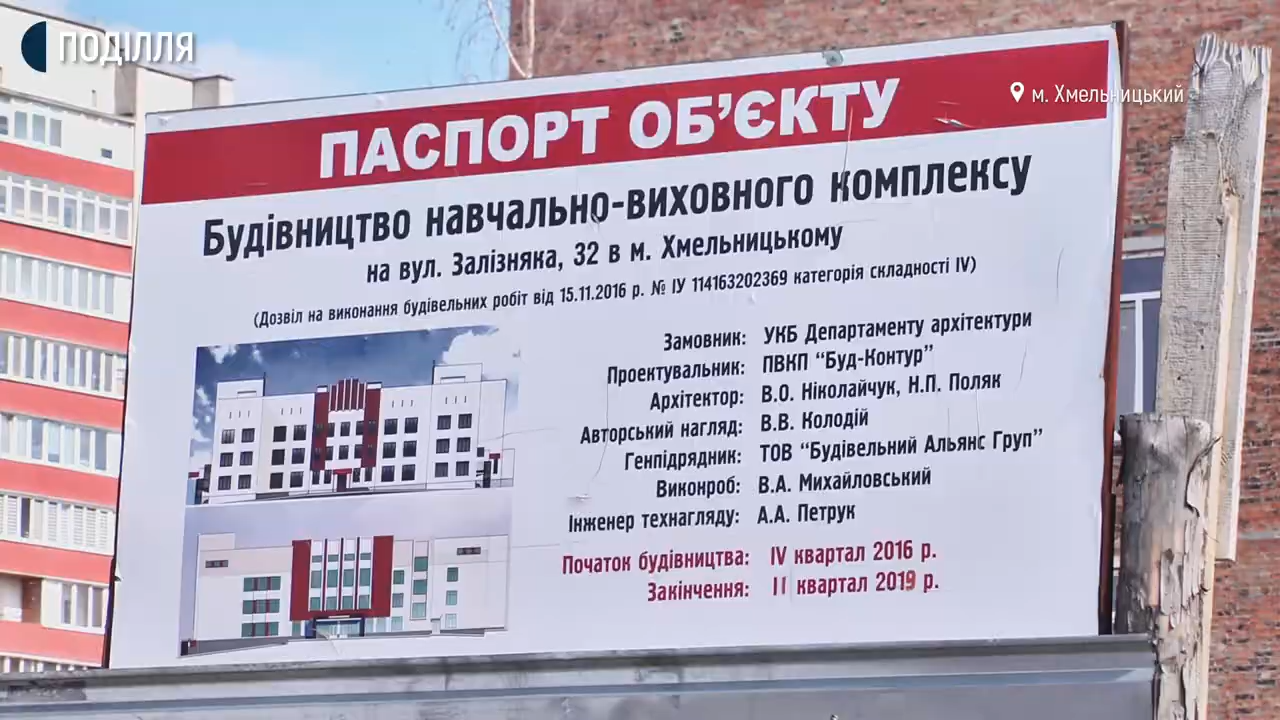 ПОДІЛЛЯ
м. Хмельницький
ПАСПОРТ ОБ’ЄКТУ
Будівництво навчально-виховного комплексу
на вул. Залізняка, 32 в м. Хмельницькому
(Дозвіл на виконання будівельних робіт від 15.11.2016 р. № ІУ 114163202369 категорія складності IV)
Замовник: УКБ Департаменту архітектури
Проектувальник: ПВКП “Буд-Контур”
Архітектор: В.О. Ніколайчук, Н.П. Поляк
Авторський нагляд: В.В. Колодій
Генпідрядник: ТОВ “Будівельний Альянс Груп”
Виконроб: В.А. Михайловський
Інженер технагляду: А.А. Петрук
Початок будівництва: IV квартал 2016 р.
Закінчення: II квартал 2019 р.